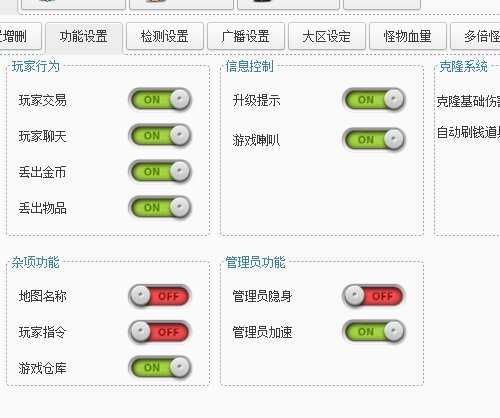 置增删 功能设置 检测设置 广播设置 大区设定 怪物血量 多倍怪
玩家行为 信息控制 克隆系统
玩家交易 ON 升级提示 ON 克隆基础伤害
玩家聊天 ON 游戏喇叭 ON 自动刷钱道具
丢出金币 ON
丢出物品 ON
杂项功能 管理员功能
地图名称 OFF 管理员隐身 OFF
玩家指令 OFF 管理员加速 ON
游戏仓库 ON